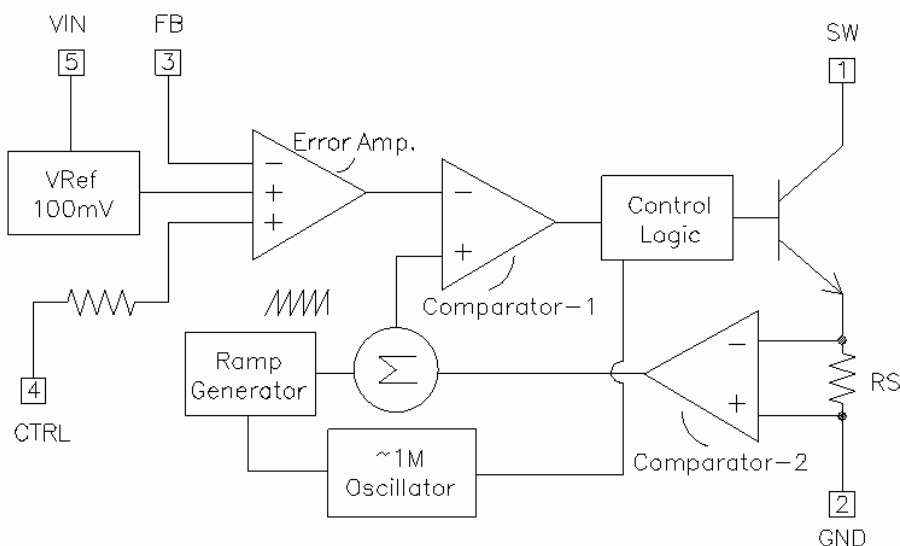 VIN
FB
SW
5
3
1
Error Amp.
VRef
100mV
−
+
+
−
+
Control
Logic
Comparator−1
Ramp
Generator
Σ
−
+
RS
4
CTRL
~1M
Oscillator
Comparator−2
2
GND